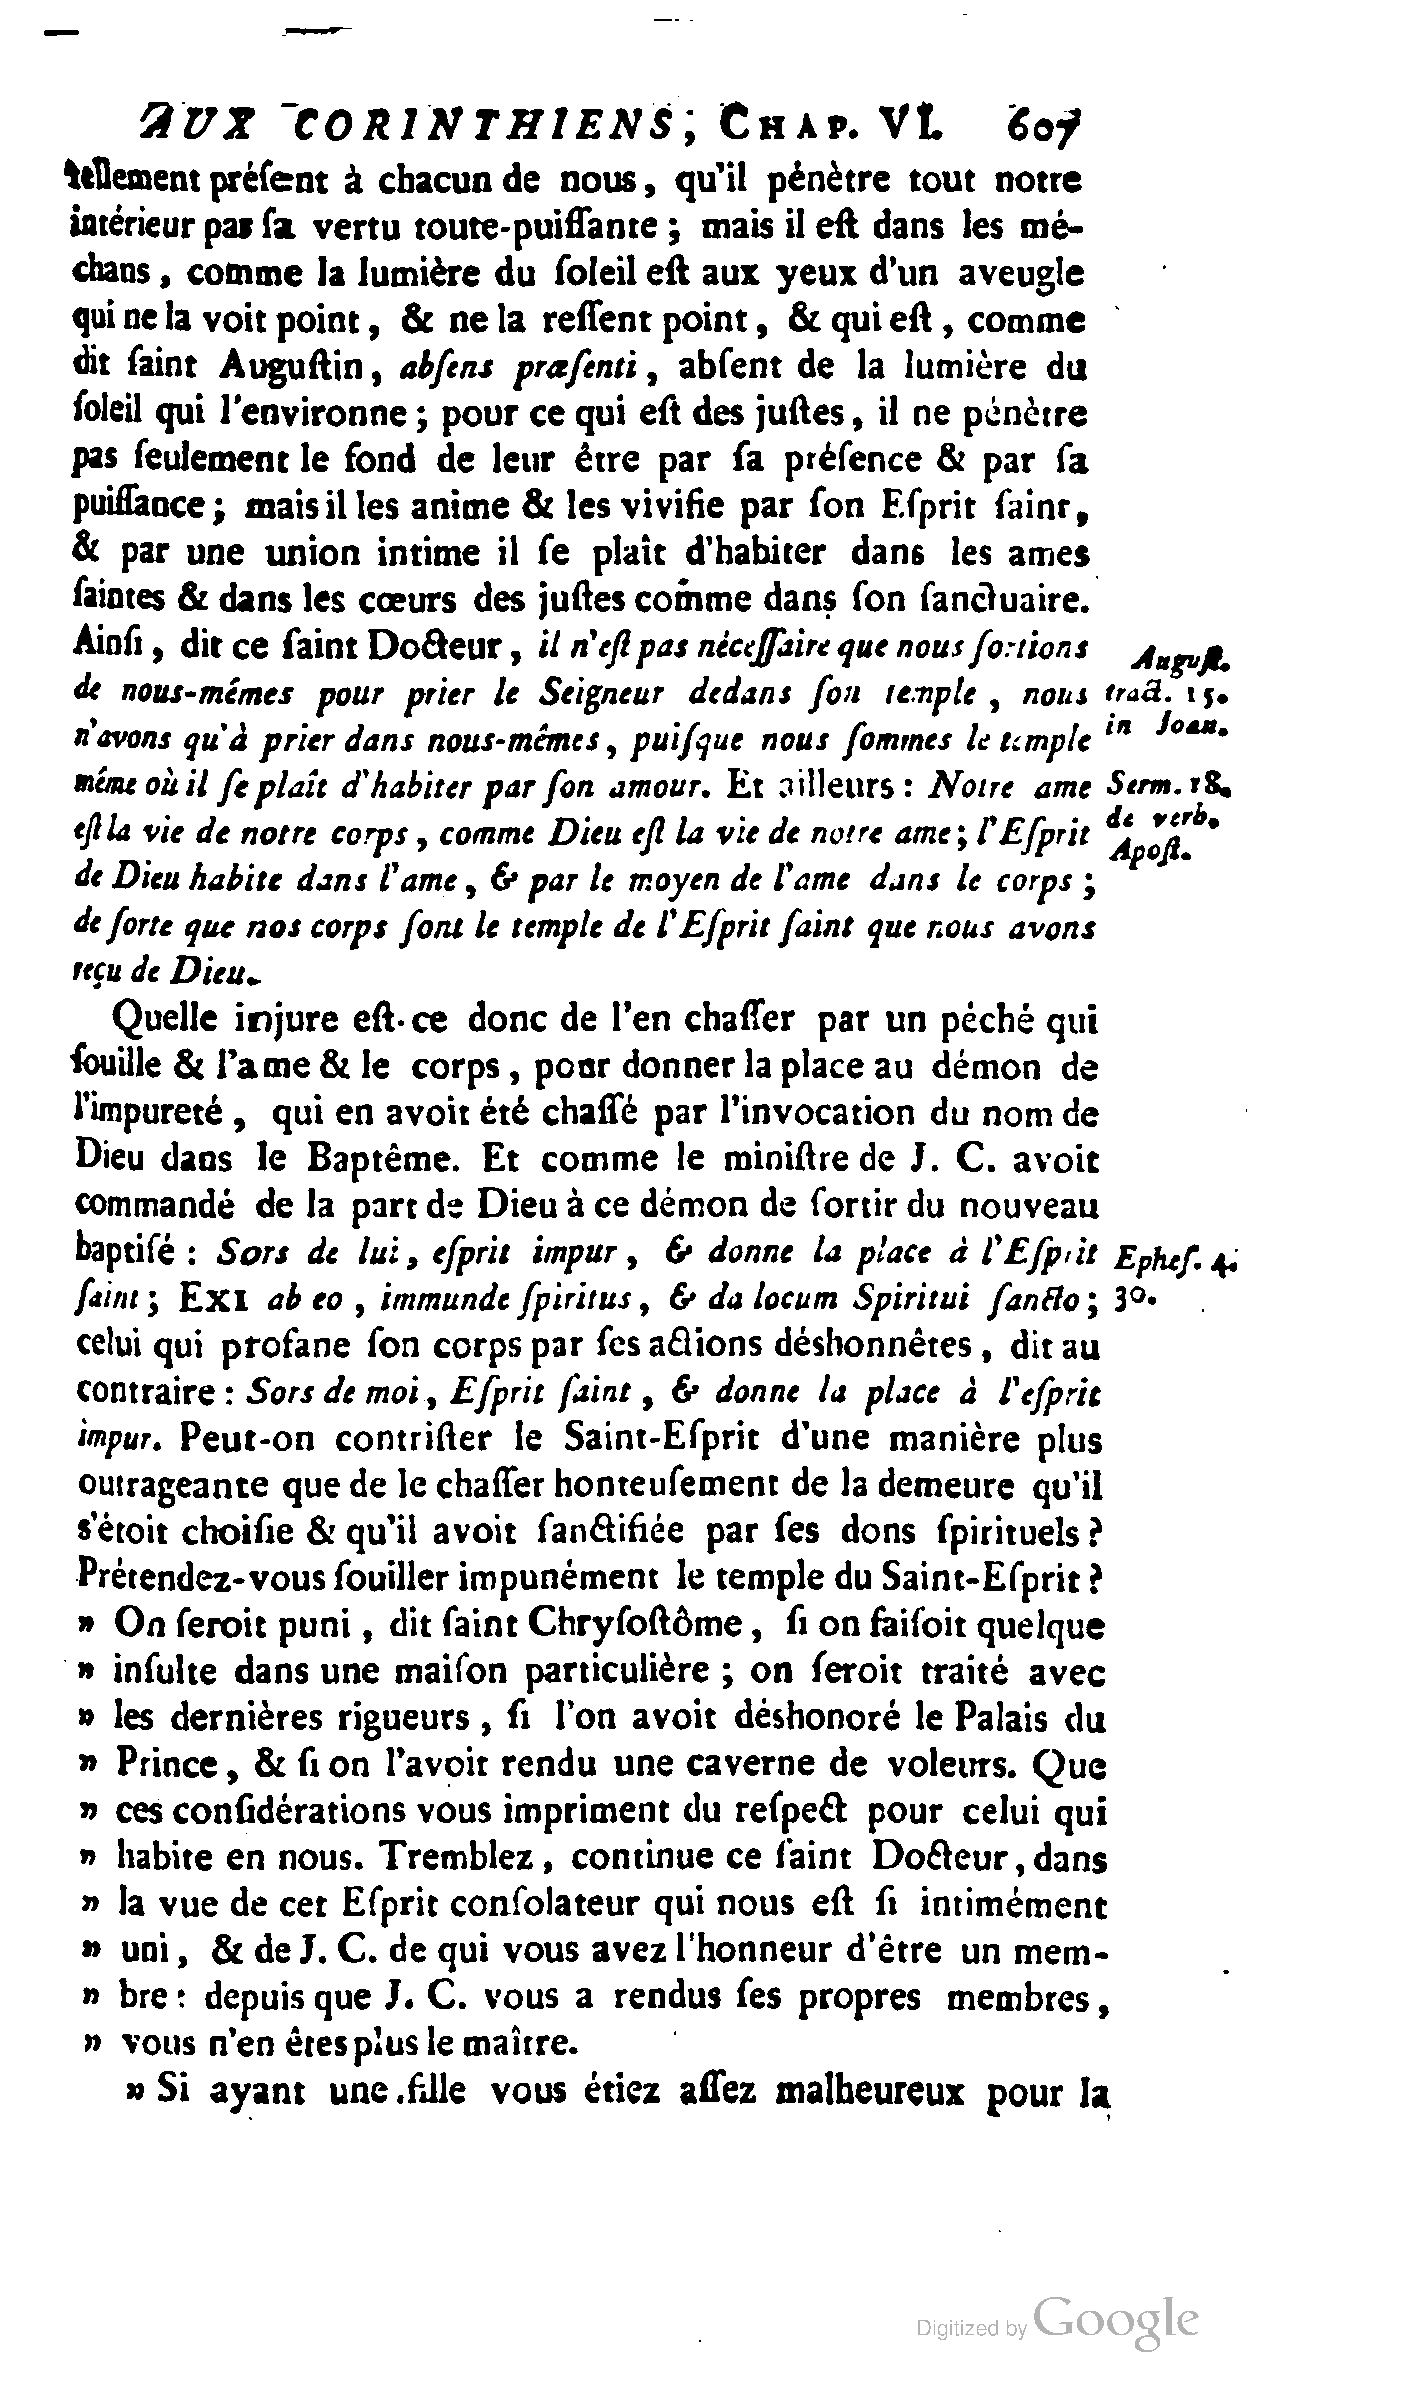 AUX CORINTHIENS, CHAP. VI. 607
tellement préſent à chacun de nous, qu'il pénètre tout notre
intérieur par ſa vertu toute-puiſſante ; mais il eſt dans les mé-
chans, comme la lumière du ſoleil eſt aux yeux d'un aveugle
qui ne la voit point, & ne la reſſent point, & qui eſt, comme
dit ſaint Auguſtin, abſens præſenti, abſent de la lumière du
ſoleil qui l'environne ; pour ce qui eſt des juſtes, il ne pénètre
pas ſeulement le fond de leur être par ſa préſence & par ſa
puiſſance ; mais il les anime & les vivifie par ſon Eſprit ſaint,
& par une union intime il ſe plaît d'habiter dans les ames
ſaintes & dans les cœurs des juſtes comme dans ſon ſanctuaire.
Ainſi, dit ce ſaint Docteur, il n'eſt pas néceſſaire que nous ſortions
de nous-mêmes pour prier le Seigneur dedans ſon temple, nous
n'avons qu'à prier dans nous-mêmes, puiſque nous ſommes le temple
même où il ſe plaît d'habiter par ſon amour. Et ailleurs : Notre ame
eſt la vie de notre corps, comme Dieu eſt la vie de notre ame ; l'Eſprit
de Dieu habite dans l'ame, & par le moyen de l'ame dans le corps ;
de ſorte que nos corps ſont le temple de l'Eſprit ſaint que nous avons
reçu de Dieu.
Auguſt.
tract. 15.
in Joan.
Serm. 18.
de verb.
Apoſt.
Quelle injure eſt-ce donc de l'en chaſſer par un péché qui
ſouille & l'ame & le corps, pour donner la place au démon de
l'impureté, qui en avoit été chaſſé par l'invocation du nom de
Dieu dans le Baptême. Et comme le miniſtre de J. C. avoit
commandé de la part de Dieu à ce démon de ſortir du nouveau
baptiſé : Sors de lui, eſprit impur, & donne la place à l'Eſprit
ſaint ; EXI ab eo, immunde ſpiritus, & da locum Spiritui ſancto ;
Epheſ. 4.
30.
celui qui profane ſon corps par ſes actions déshonnêtes, dit au
contraire : Sors de moi, Eſprit ſaint, & donne la place à l'eſprit
impur. Peut-on contriſter le Saint-Eſprit d'une manière plus
outrageante que de le chaſſer honteuſement de la demeure qu'il
s'étoit choiſie & qu'il avoit ſanctifiée par ſes dons ſpirituels ?
Prétendez-vous ſouiller impunément le temple du Saint-Eſprit ?
» On ſeroit puni, dit ſaint Chryſoſtôme, ſi on faiſoit quelque
» inſulte dans une maiſon particulière ; on ſeroit traité avec
» les dernières rigueurs, ſi l'on avoit déshonoré le Palais du
» Prince, & ſi on l'avoit rendu une caverne de voleurs. Que
» ces conſidérations vous impriment du reſpect pour celui qui
» habite en nous. Tremblez, continue ce ſaint Docteur, dans
» la vue de cet Eſprit conſolateur qui nous eſt ſi intimément
» uni, & de J. C. de qui vous avez l'honneur d'être un mem-
» bre : depuis que J. C. vous a rendus ſes propres membres,
» vous n'en êtes plus le maître.
» Si ayant une fille vous étiez aſſez malheureux pour la
Digitized by Google